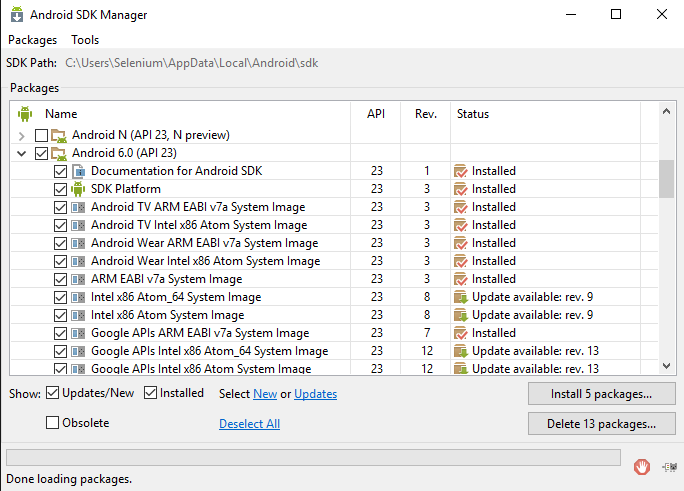 Android SDK Manager
Packages Tools
SDK Path: C:\Users\Selenium\AppData\Local\Android\sdk
Packages
Name API Rev. Status
Android N (API 23, N preview)
Android 6.0 (API 23)
Documentation for Android SDK 23 1 Installed
SDK Platform 23 3 Installed
Android TV ARM EABI v7a System Image 23 3 Installed
Android TV Intel x86 Atom System Image 23 3 Installed
Android Wear ARM EABI v7a System Image 23 3 Installed
Android Wear Intel x86 Atom System Image 23 3 Installed
ARM EABI v7a System Image 23 3 Installed
Intel x86 Atom_64 System Image 23 8 Update available: rev. 9
Intel x86 Atom System Image 23 8 Update available: rev. 9
Google APIs ARM EABI v7a System Image 23 7 Installed
Google APIs Intel x86 Atom_64 System Image 23 12 Update available: rev. 13
Google APIs Intel x86 Atom System Image 23 12 Update available: rev. 13
Show: Updates/New Installed Select New or Updates Install 5 packages...
Obsolete Deselect All Delete 13 packages...
Done loading packages.